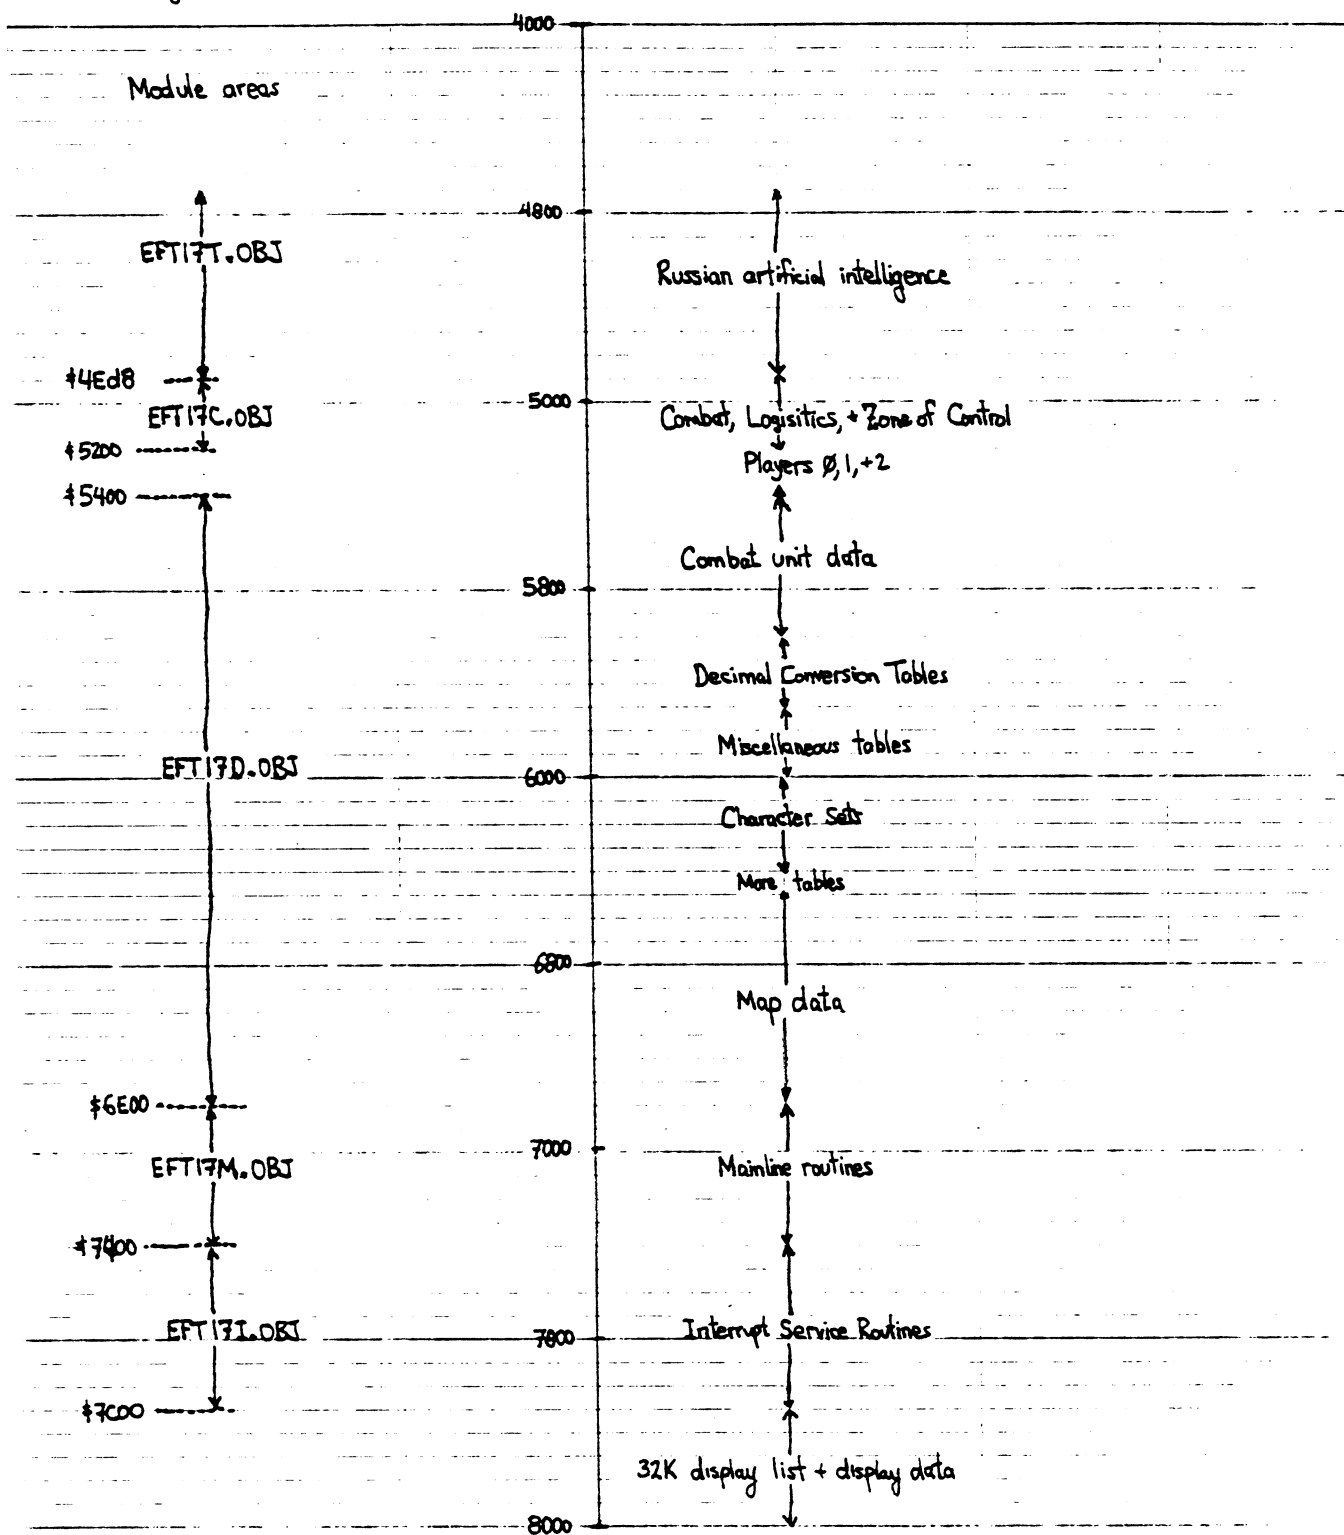 4000
Module areas
4800
EFT17T.OBJ
Russian artificial intelligence
$4Ed8
5000
EFT17C.OBJ
Combat, Logisitics, + Zone of Control
$5200
Players Ø, 1, + 2
$5400
Combat unit data
5800
Decimal Conversion Tables
Miscellaneous tables
EFT17D.OBJ
6000
Character Sets
More tables
6800
Map data
$6E00
7000
EFT17M.OBJ
Mainline routines
$7400
EFT17I.OBJ
7800
Interrupt Service Routines
$7C00
32K display list + display data
8000